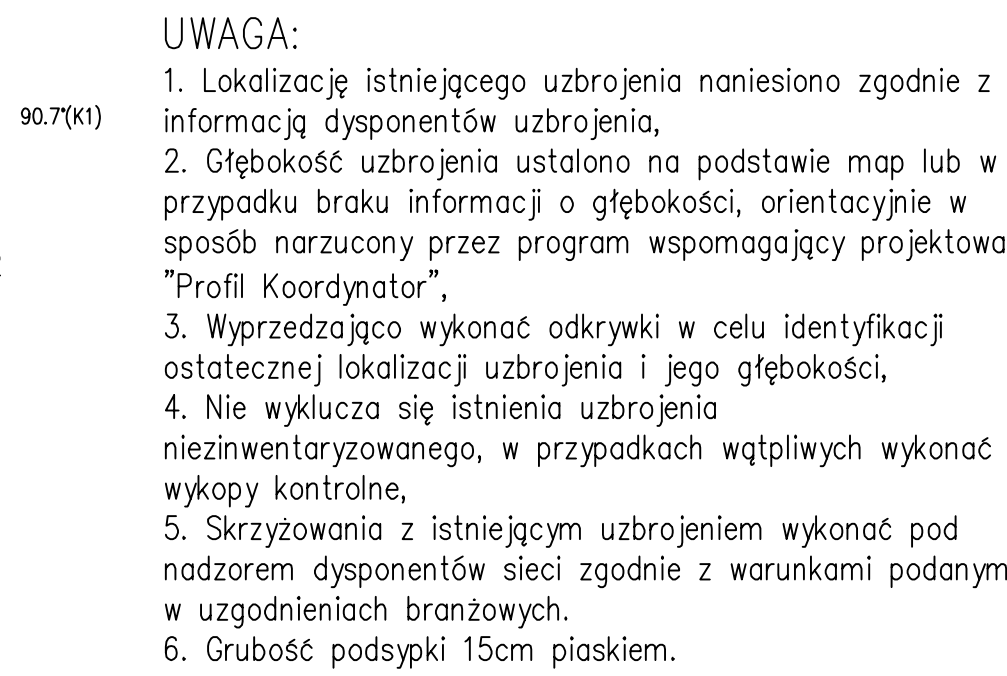 UWAGA:
1. Lokalizację istniejącego uzbrojenia naniesiono zgodnie z
90.7°(K1)
informacją dysponentów uzbrojenia,
2. Głębokość uzbrojenia ustalono na podstawie map lub w
przypadku braku informacji o głębokości, orientacyjnie w
sposób narzucony przez program wspomagający projektowa
"Profil Koordynator",
3. Wyprzedzająco wykonać odkrywki w celu identyfikacji
ostatecznej lokalizacji uzbrojenia i jego głębokości,
4. Nie wyklucza się istnienia uzbrojenia
niezinwentaryzowanego, w przypadkach wątpliwych wykonać
wykopy kontrolne,
5. Skrzyżowania z istniejącym uzbrojeniem wykonać pod
nadzorem dysponentów sieci zgodnie z warunkami podanym
w uzgodnieniach branżowych.
6. Grubość podsypki 15cm piaskiem.